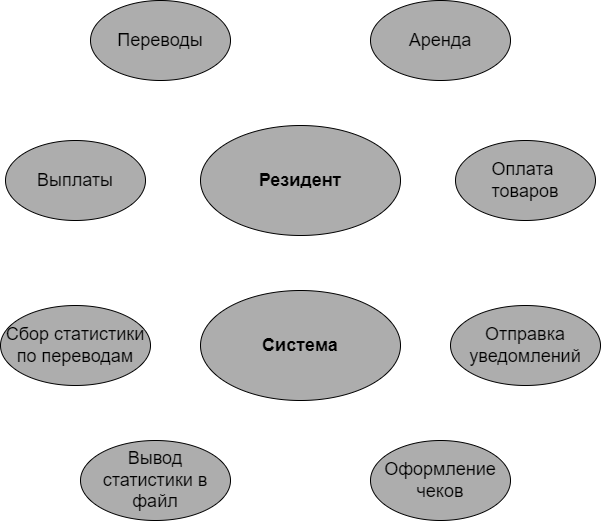 Переводы
Аренда
Выплаты
Резидент
Оплата
товаров
Сбор статистики
по переводам
Система
Отправка
уведомлений
Вывод
статистики в
файл
Оформление
чеков